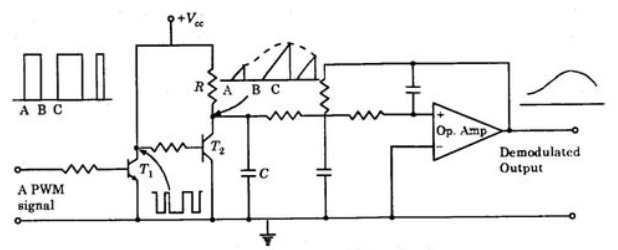 +Vcc
A B C
R
A B C
T1
T2
C
+
Op. Amp
−
Demodulated
Output
A PWM
signal